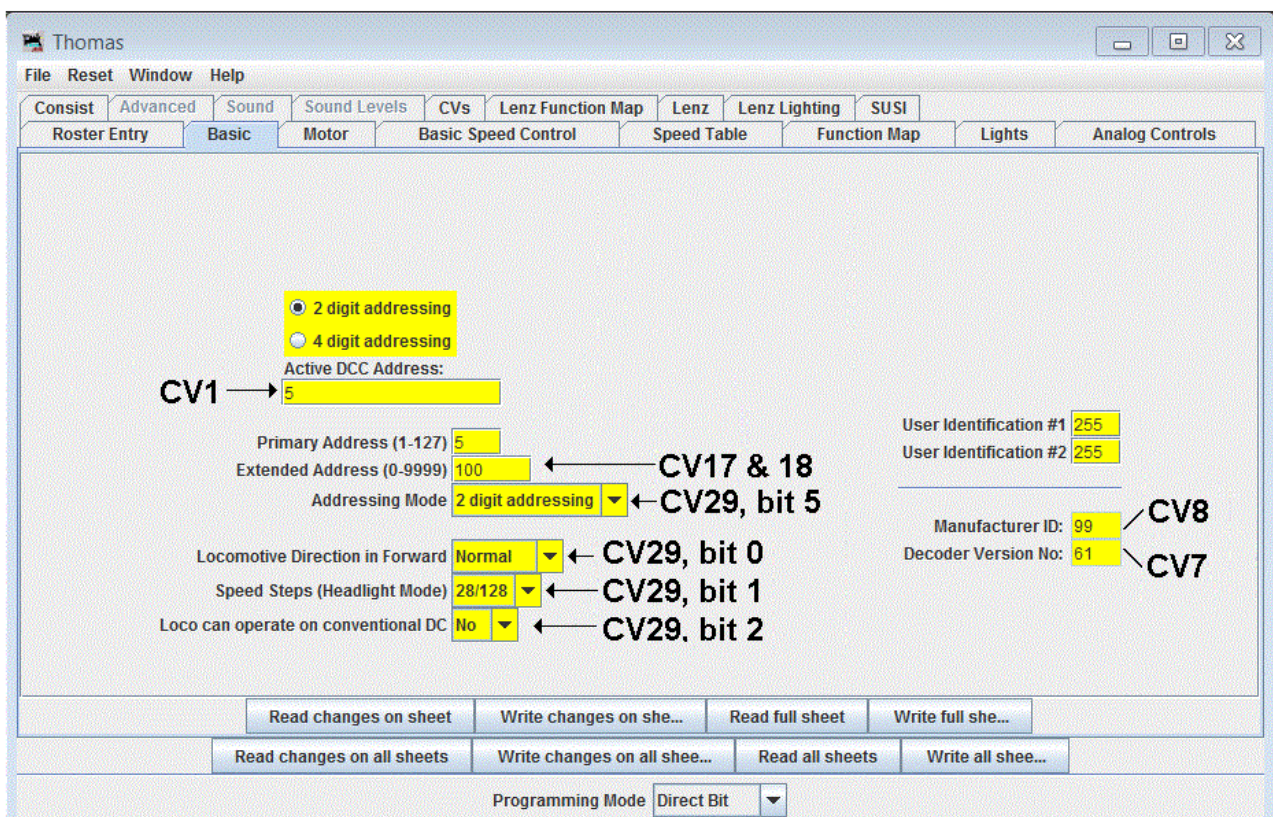 Thomas
File Reset Window Help
Consist Advanced Sound Sound Levels CVs Lenz Function Map Lenz Lenz Lighting SUSI
Roster Entry Basic Motor Basic Speed Control Speed Table Function Map Lights Analog Controls
2 digit addressing
4 digit addressing
Active DCC Address:
CV1 5
User Identification #1 255
Primary Address (1-127) 5
User Identification #2 255
Extended Address (0-9999) 100 CV17 & 18
Addressing Mode 2 digit addressing CV29, bit 5
Manufacturer ID: 99 CV8
Locomotive Direction in Forward Normal CV29, bit 0
Decoder Version No: 61 CV7
Speed Steps (Headlight Mode) 28/128 CV29, bit 1
Loco can operate on conventional DC No CV29, bit 2
Read changes on sheet Write changes on she... Read full sheet Write full she...
Read changes on all sheets Write changes on all shee... Read all sheets Write all shee...
Programming Mode Direct Bit